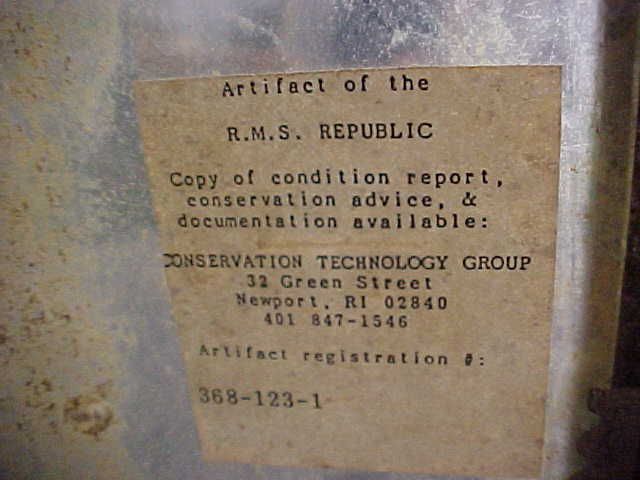 Artifact of the
R.M.S. REPUBLIC
Copy of condition report,
conservation advice, &
documentation available:
CONSERVATION TECHNOLOGY GROUP
32 Green Street
Newport, RI 02840
401 847-1546
Artifact registration #:
368-123-1